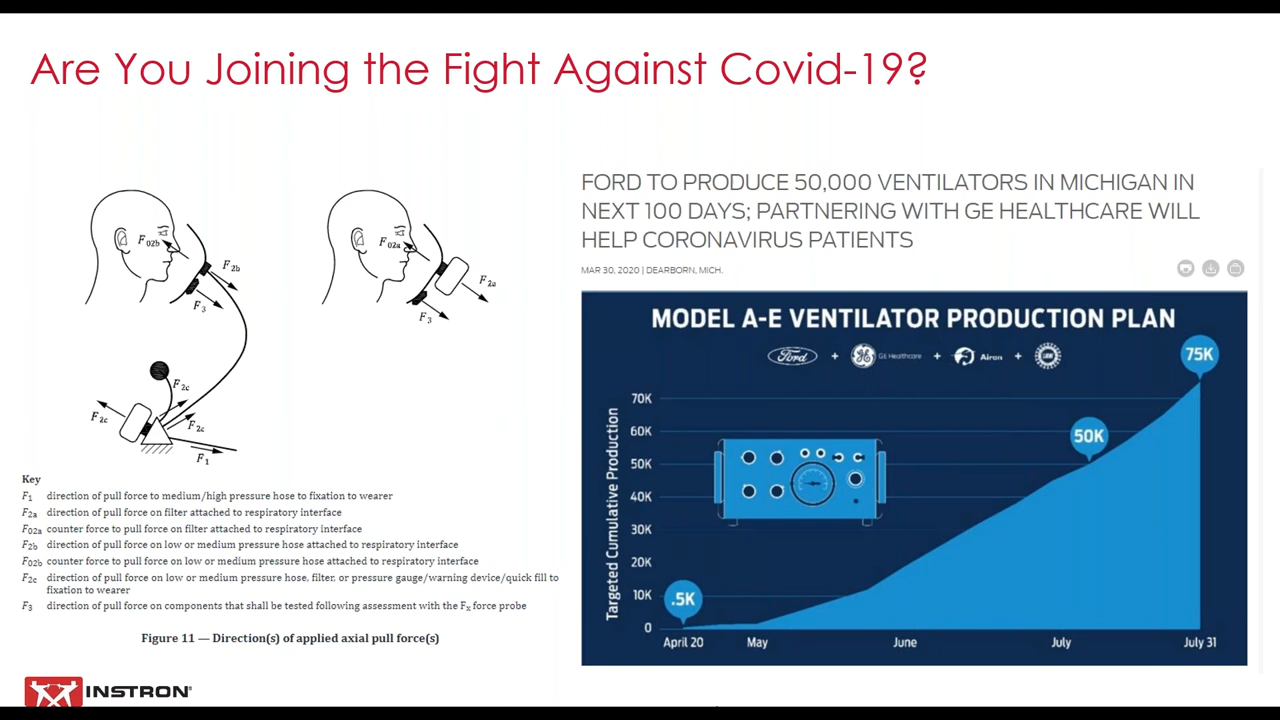 Are You Joining the Fight Against Covid-19?
F02b
F2b
F3
F02a
F2a
F3
F2c
F2c
F2c
F1
Key
F1 direction of pull force to medium/high pressure hose to fixation to wearer
F2a direction of pull force on filter attached to respiratory interface
F02a counter force to pull force on filter attached to respiratory interface
F2b direction of pull force on low or medium pressure hose attached to respiratory interface
F02b counter force to pull force on low or medium pressure hose attached to respiratory interface
F2c direction of pull force on low or medium pressure hose, filter, or pressure gauge/warning device/quick fill to
fixation to wearer
F3 direction of pull force on components that shall be tested following assessment with the Fx force probe
Figure 11 — Direction(s) of applied axial pull force(s)
INSTRON®
FORD TO PRODUCE 50,000 VENTILATORS IN MICHIGAN IN
NEXT 100 DAYS; PARTNERING WITH GE HEALTHCARE WILL
HELP CORONAVIRUS PATIENTS
MAR 30, 2020 | DEARBORN, MICH.
MODEL A-E VENTILATOR PRODUCTION PLAN
Ford + GE Healthcare + Airon +
Targeted Cumulative Production
70K
60K
50K
40K
30K
20K
10K
0
.5K
50K
75K
April 20 May June July July 31